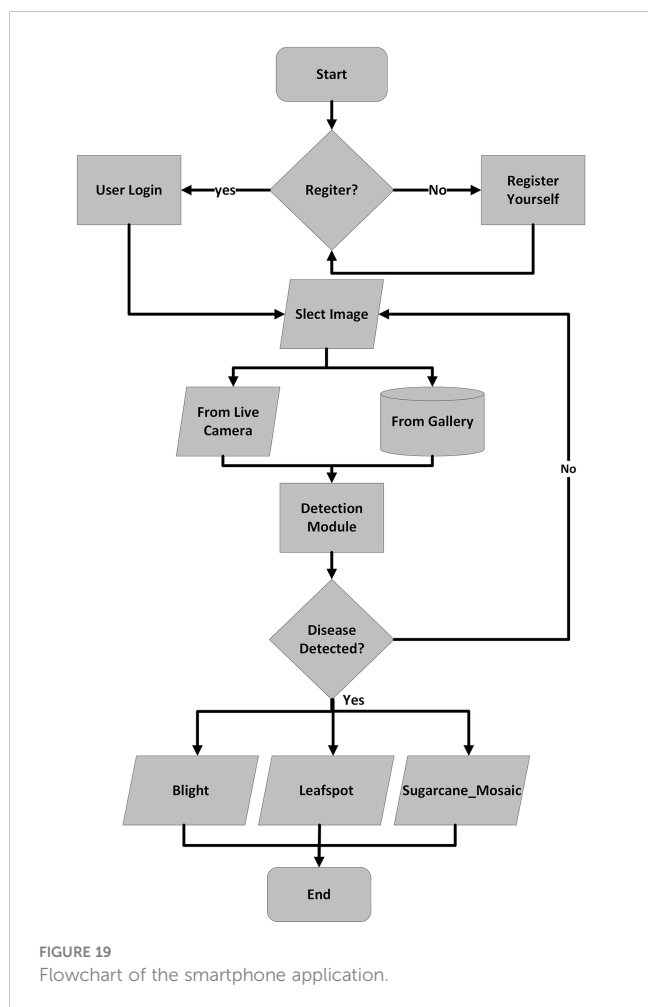 Start
User Login
yes
Regiter?
No
Register
Yourself
Slect Image
From Live
Camera
From Gallery
No
Detection
Module
Disease
Detected?
Yes
Blight
Leafspot
Sugarcane_Mosaic
End
FIGURE 19
Flowchart of the smartphone application.